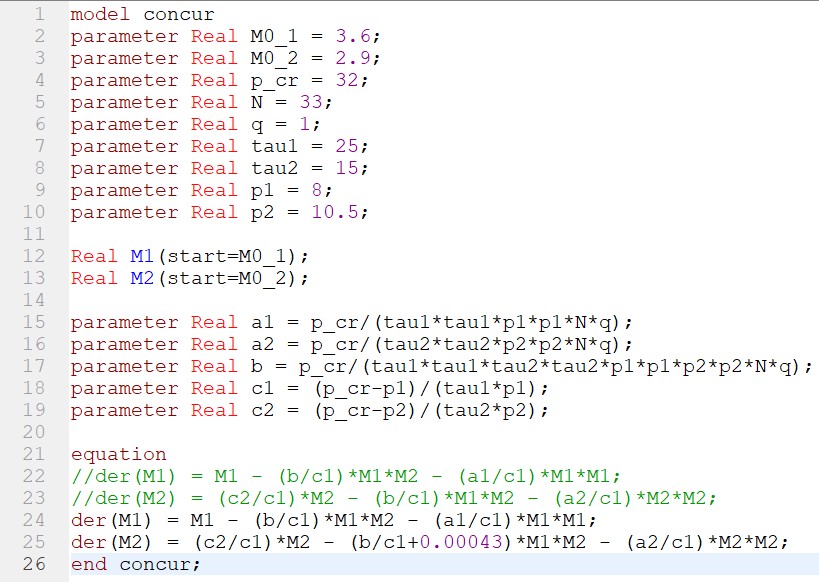 1 model concur
2 parameter Real M0_1 = 3.6;
3 parameter Real M0_2 = 2.9;
4 parameter Real p_cr = 32;
5 parameter Real N = 33;
6 parameter Real q = 1;
7 parameter Real tau1 = 25;
8 parameter Real tau2 = 15;
9 parameter Real p1 = 8;
10 parameter Real p2 = 10.5;
11
12 Real M1(start=M0_1);
13 Real M2(start=M0_2);
14
15 parameter Real a1 = p_cr/(tau1*tau1*p1*p1*N*q);
16 parameter Real a2 = p_cr/(tau2*tau2*p2*p2*N*q);
17 parameter Real b = p_cr/(tau1*tau1*tau2*tau2*p1*p1*p2*p2*N*q);
18 parameter Real c1 = (p_cr-p1)/(tau1*p1);
19 parameter Real c2 = (p_cr-p2)/(tau2*p2);
20
21 equation
22 //der(M1) = M1 - (b/c1)*M1*M2 - (a1/c1)*M1*M1;
23 //der(M2) = (c2/c1)*M2 - (b/c1)*M1*M2 - (a2/c1)*M2*M2;
24 der(M1) = M1 - (b/c1)*M1*M2 - (a1/c1)*M1*M1;
25 der(M2) = (c2/c1)*M2 - (b/c1+0.00043)*M1*M2 - (a2/c1)*M2*M2;
26 end concur;